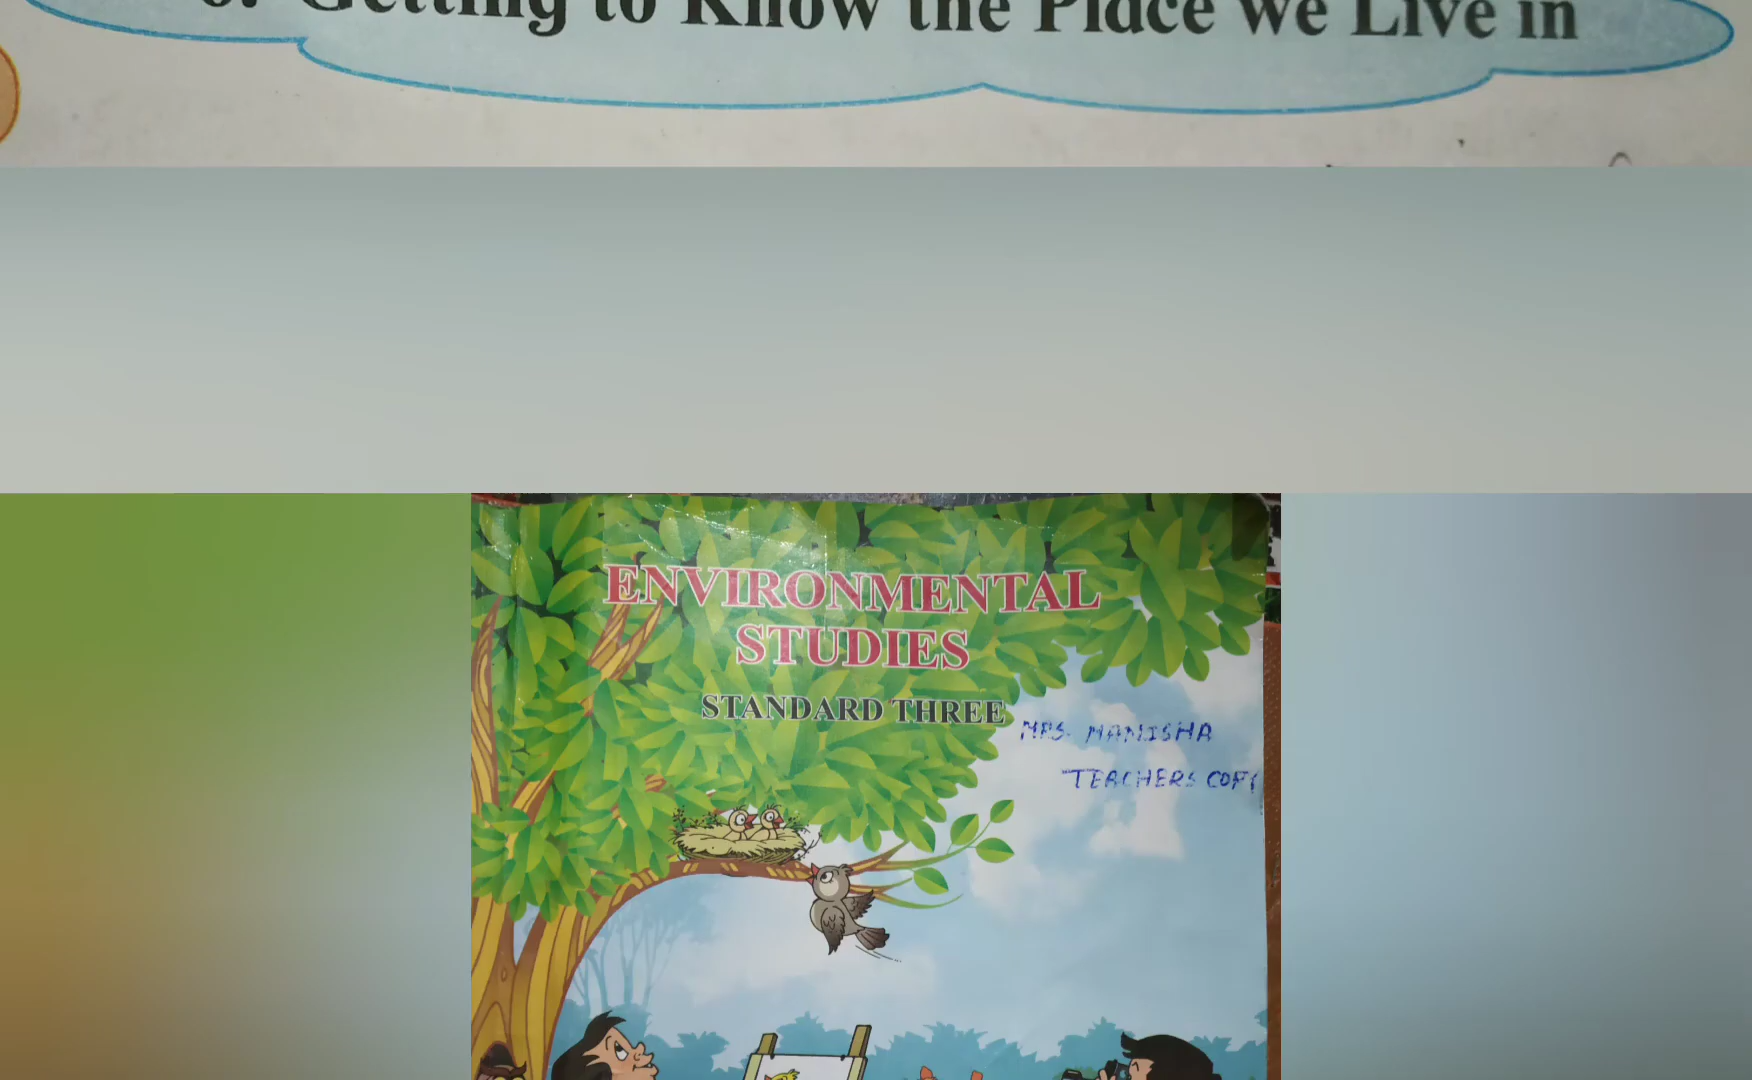 Getting to Know the Place We Live in
ENVIRONMENTAL
STUDIES
STANDARD THREE
MRS. MANISHA
TEACHERS COPY